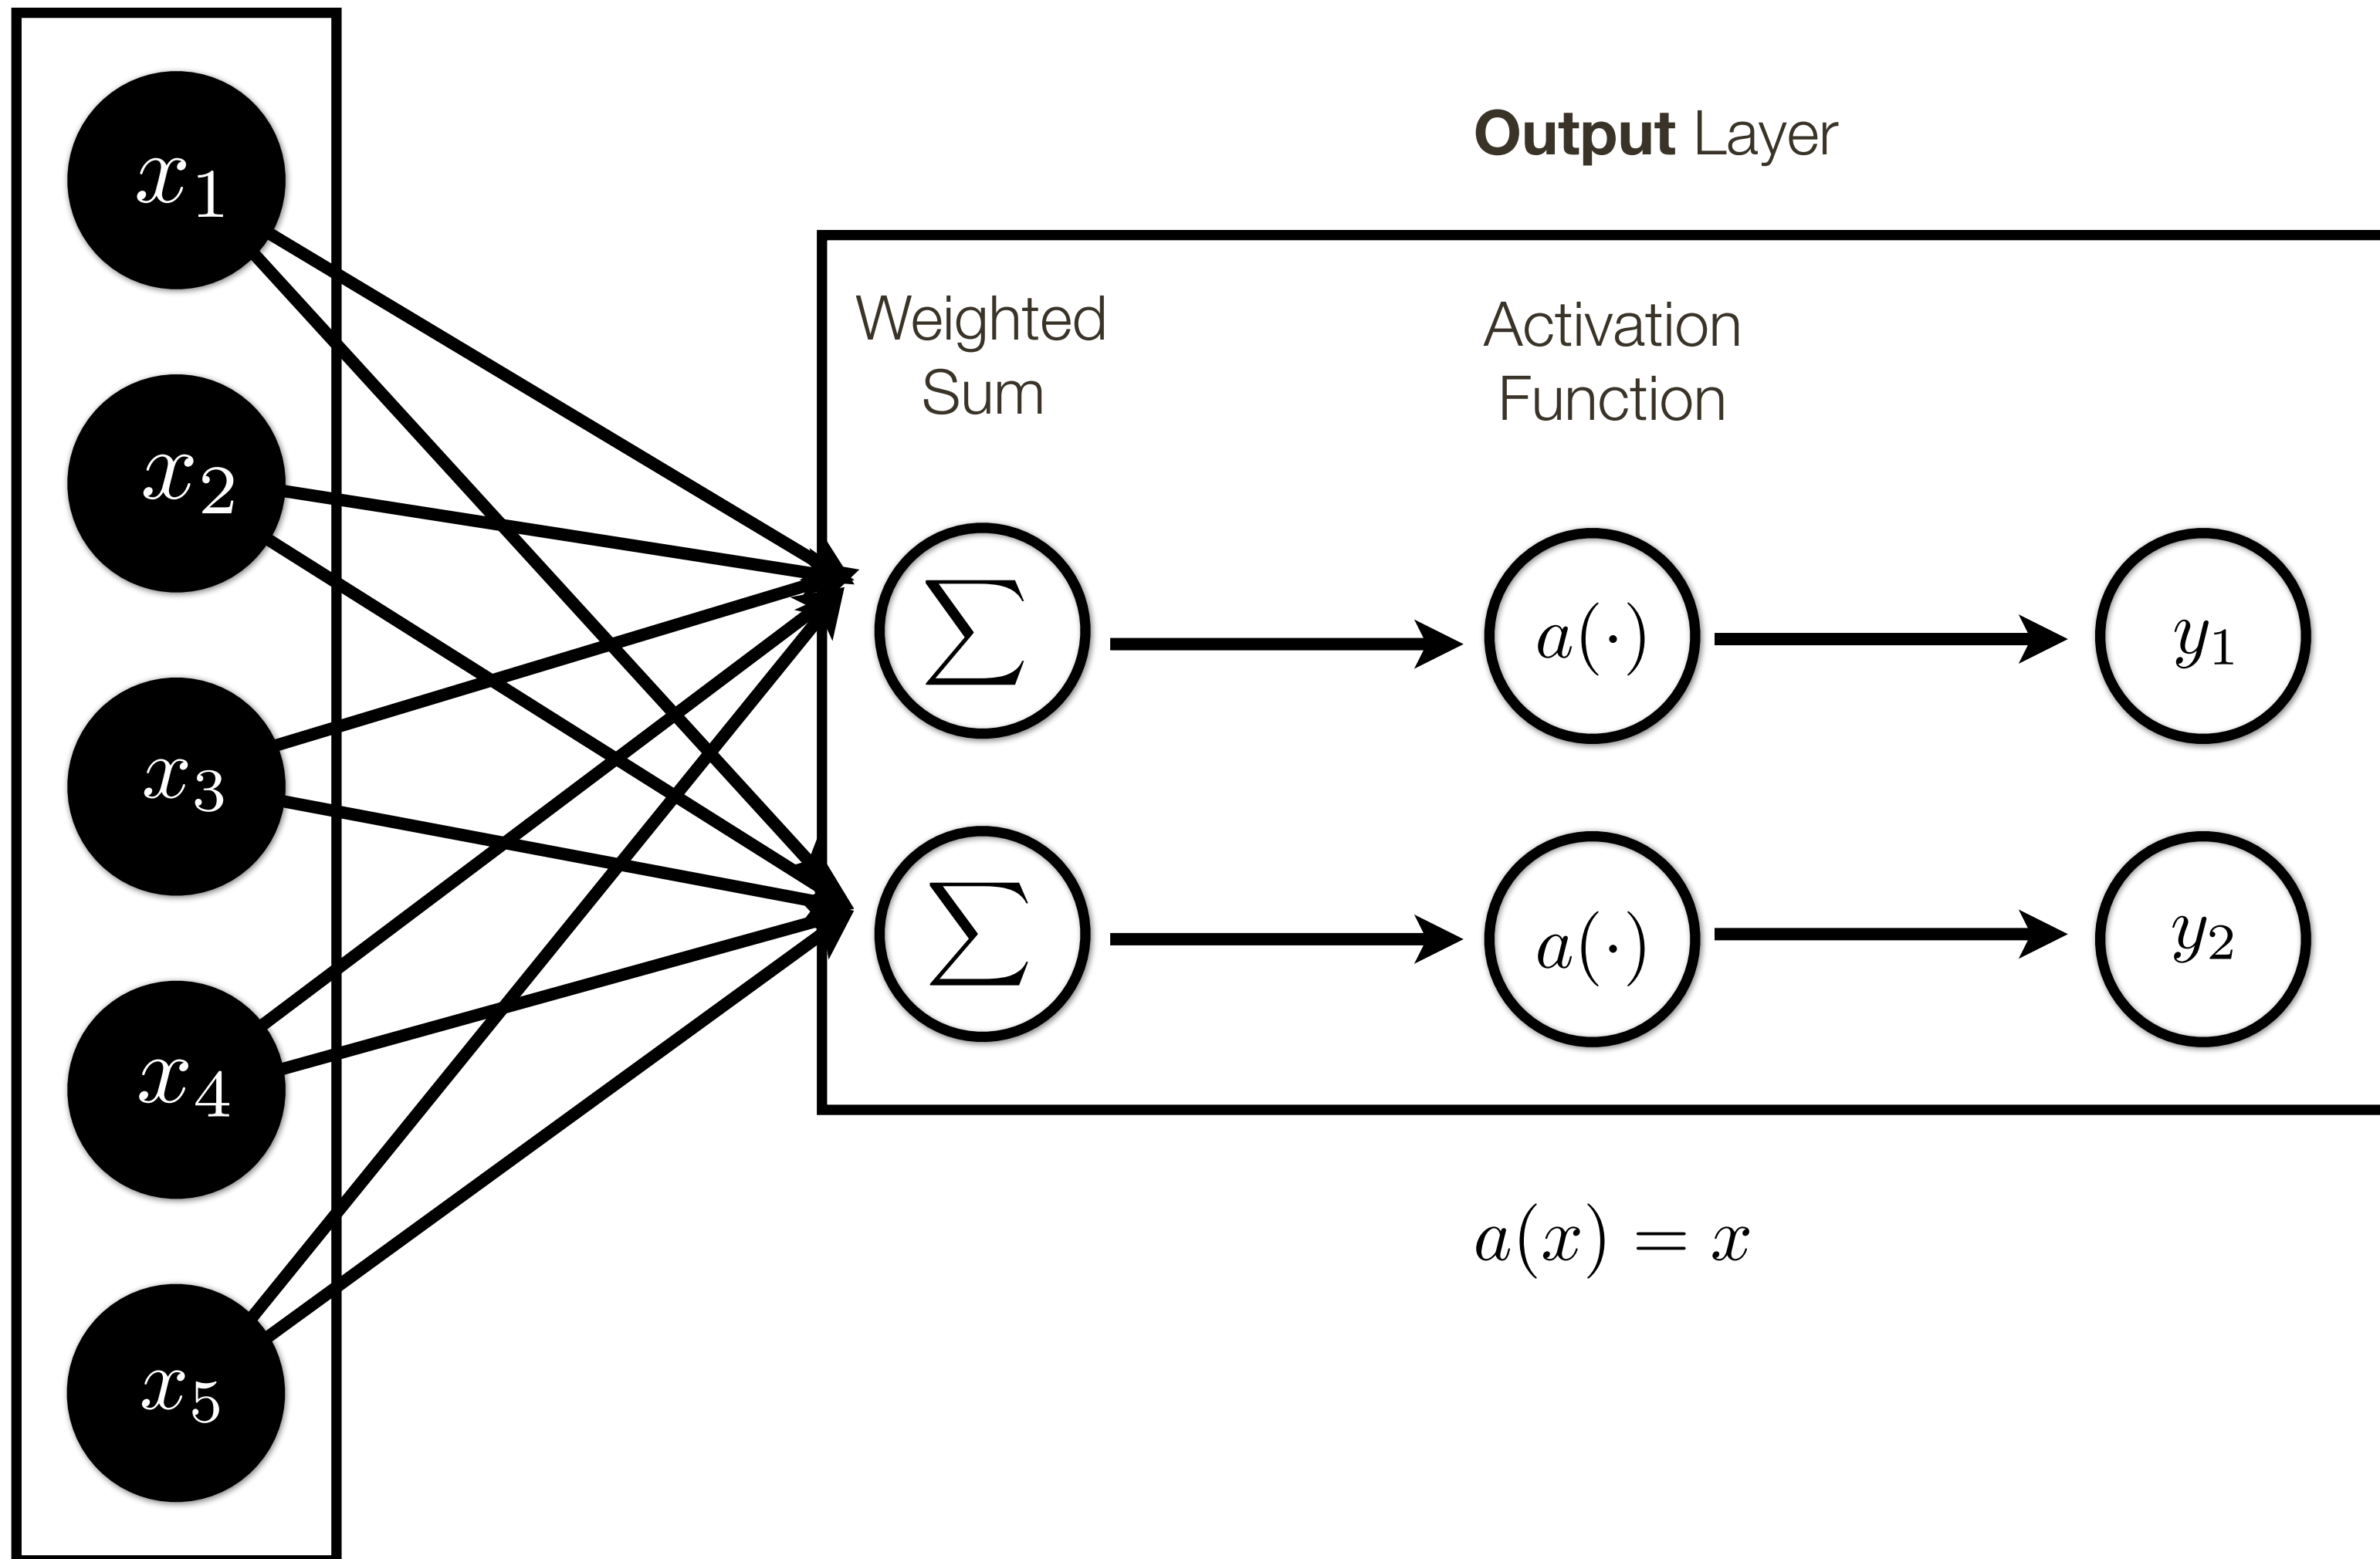 x₁
x₂
x₃
x₄
x₅
Output Layer
Weighted
Sum
Activation
Function
∑ a(·) y₁
∑ a(·) y₂
a(x) = x